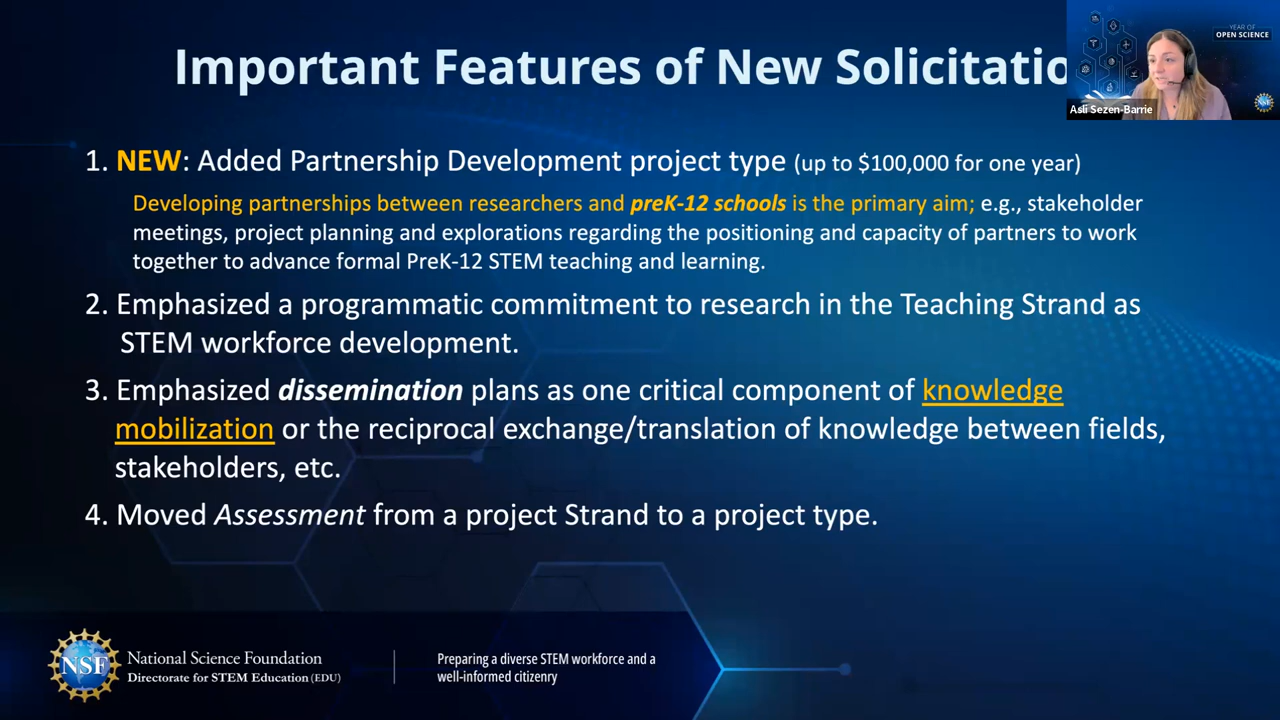 Important Features of New Solicitatio
YEAR OF
OPEN SCIENCE
Asli Sezen-Barrie
1. NEW: Added Partnership Development project type (up to $100,000 for one year)
Developing partnerships between researchers and preK-12 schools is the primary aim; e.g., stakeholder
meetings, project planning and explorations regarding the positioning and capacity of partners to work
together to advance formal PreK-12 STEM teaching and learning.
2. Emphasized a programmatic commitment to research in the Teaching Strand as
STEM workforce development.
3. Emphasized dissemination plans as one critical component of knowledge
mobilization or the reciprocal exchange/translation of knowledge between fields,
stakeholders, etc.
4. Moved Assessment from a project Strand to a project type.
NSF
National Science Foundation
Directorate for STEM Education (EDU)
Preparing a diverse STEM workforce and a
well-informed citizenry